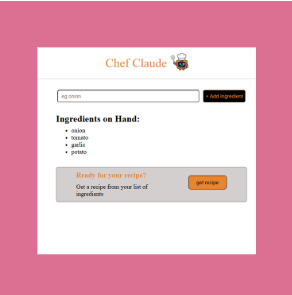 Chef Claude
eg:onion
+ Add Ingredient
Ingredients on Hand:
onion
tomato
garlic
potato
Ready for your recipe?
Get a recipe from your list of
ingredients
get recipe